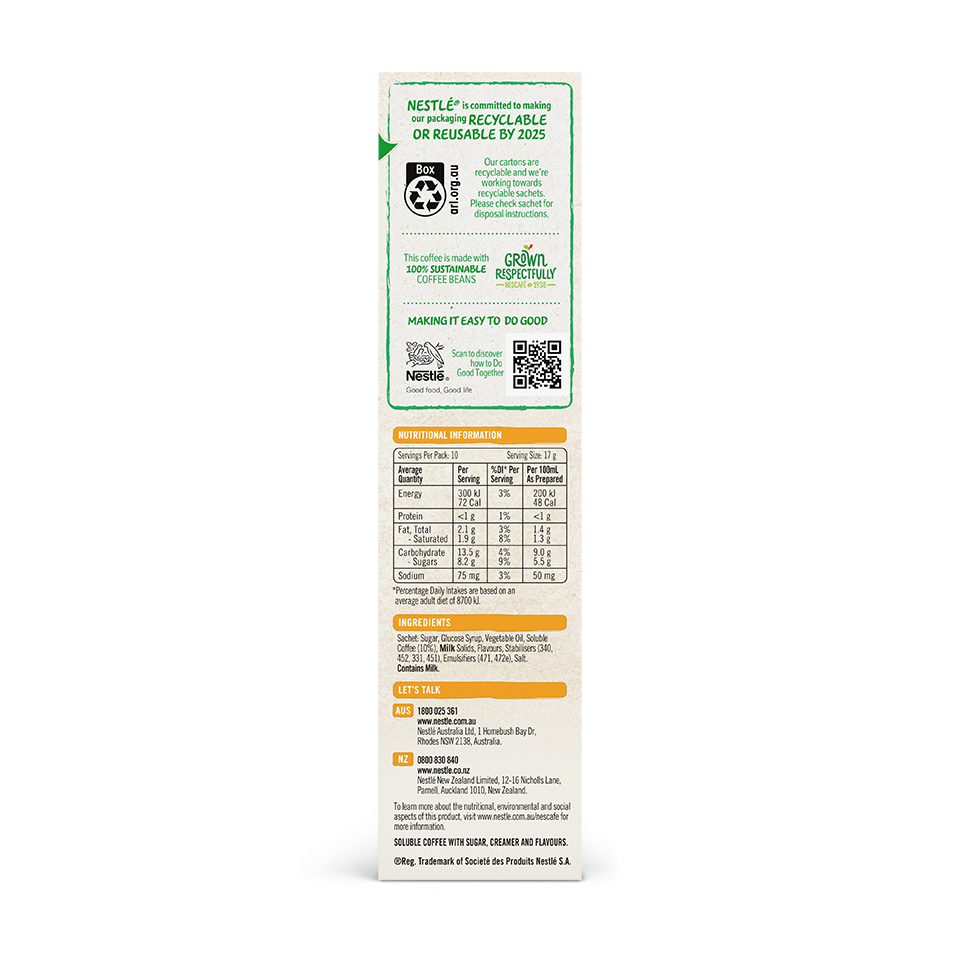 NESTLÉ® is committed to making
our packaging RECYCLABLE
OR REUSABLE BY 2025
Box
arl.org.au
Our cartons are
recyclable and we're
working towards
recyclable sachets.
Please check sachet for
disposal instructions.
This coffee is made with
100% SUSTAINABLE
COFFEE BEANS
GROWN
RESPECTFULLY
NESCAFÉ 1938
MAKING IT EASY TO DO GOOD
Nestlé®
Good food, Good life
Scan to discover
how to Do
Good Together
NUTRITIONAL INFORMATION
Servings Per Pack: 10 Serving Size: 17 g
Average Quantity Per Serving %DI* Per Serving Per 100mL As Prepared
Energy 300 kJ 3% 200 kJ
72 Cal 48 Cal
Protein <1 g 1% <1 g
Fat, Total 2.1 g 3% 1.4 g
- Saturated 1.9 g 8% 1.3 g
Carbohydrate 13.5 g 4% 9.0 g
- Sugars 8.2 g 9% 5.5 g
Sodium 75 mg 3% 50 mg
*Percentage Daily Intakes are based on an
average adult diet of 8700 kJ.
INGREDIENTS
Sachet: Sugar, Glucose Syrup, Vegetable Oil, Soluble
Coffee (10%), Milk Solids, Flavours, Stabilisers (340,
452, 331, 451), Emulsifiers (471, 472e), Salt.
Contains Milk.
LET'S TALK
AUS 1800 025 361
www.nestle.com.au
Nestlé Australia Ltd, 1 Homebush Bay Dr,
Rhodes NSW 2138, Australia.
NZ 0800 830 840
www.nestle.co.nz
Nestlé New Zealand Limited, 12-16 Nicholls Lane,
Parnell, Auckland 1010, New Zealand.
To learn more about the nutritional, environmental and social
aspects of this product, visit www.nestle.com.au/nescafe for
more information.
SOLUBLE COFFEE WITH SUGAR, CREAMER AND FLAVOURS.
®Reg. Trademark of Societé des Produits Nestlé S.A.